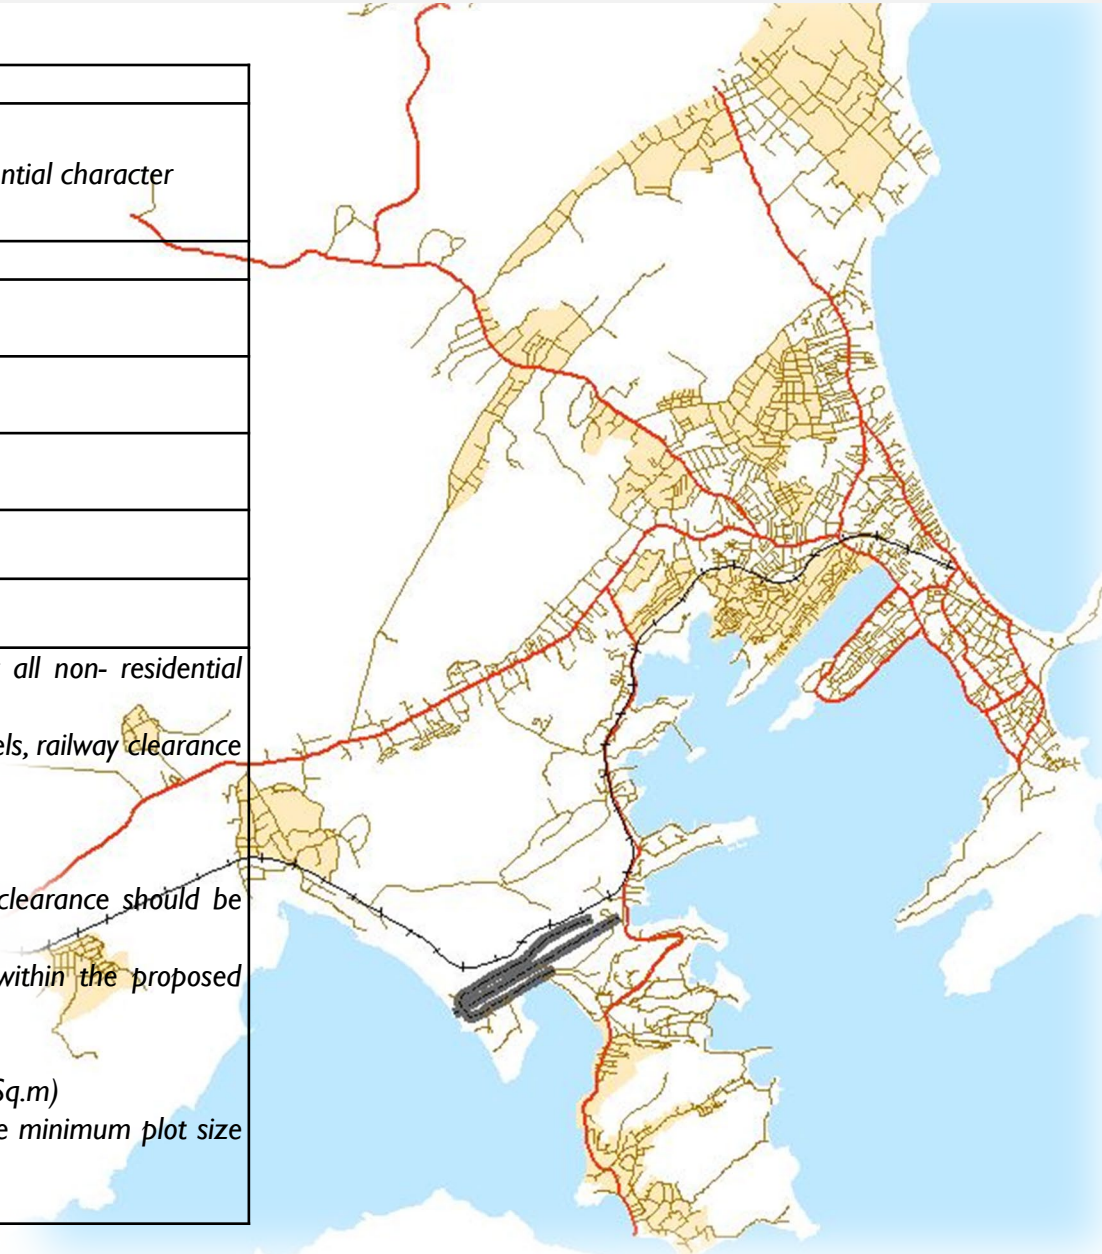 ntial character
all non- residential
els, railway clearance
clearance should be
within the proposed
Sq.m)
e minimum plot size